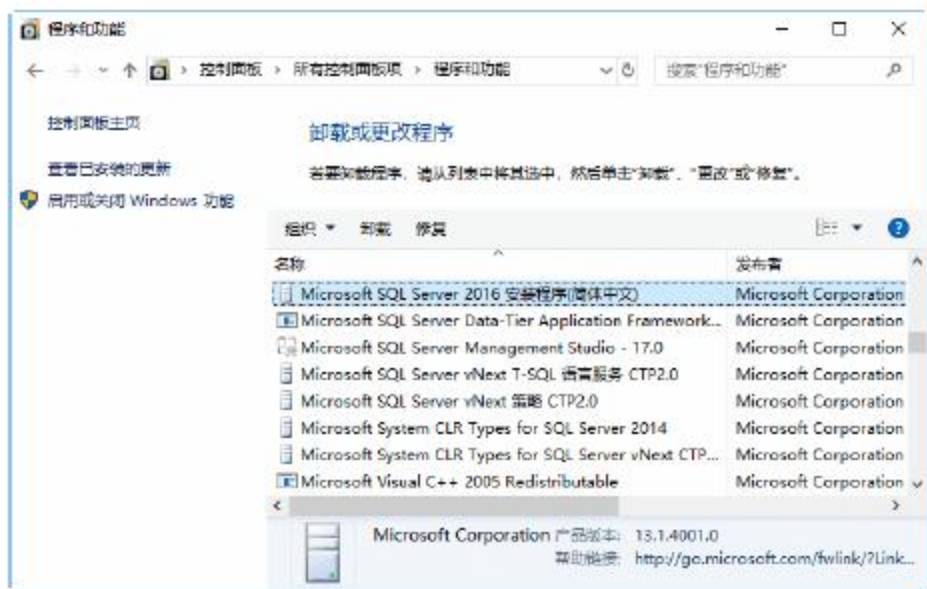 程序和功能
控制面板 › 所有控制面板项 › 程序和功能
搜索"程序和功能"
控制面板主页
卸载或更改程序
查看已安装的更新
若要卸载程序，请从列表中将其选中，然后单击"卸载"、"更改"或"修复"。
启用或关闭 Windows 功能
组织 卸载 修复
名称 发布者
Microsoft SQL Server 2016 安装程序(简体中文) Microsoft Corporation
Microsoft SQL Server Data-Tier Application Framework... Microsoft Corporation
Microsoft SQL Server Management Studio - 17.0 Microsoft Corporation
Microsoft SQL Server vNext T-SQL 语言服务 CTP2.0 Microsoft Corporation
Microsoft SQL Server vNext 策略 CTP2.0 Microsoft Corporation
Microsoft System CLR Types for SQL Server 2014 Microsoft Corporation
Microsoft System CLR Types for SQL Server vNext CTP... Microsoft Corporation
Microsoft Visual C++ 2005 Redistributable Microsoft Corporation
Microsoft Corporation 产品版本: 13.1.4001.0
帮助链接: http://go.microsoft.com/fwlink/?Link...